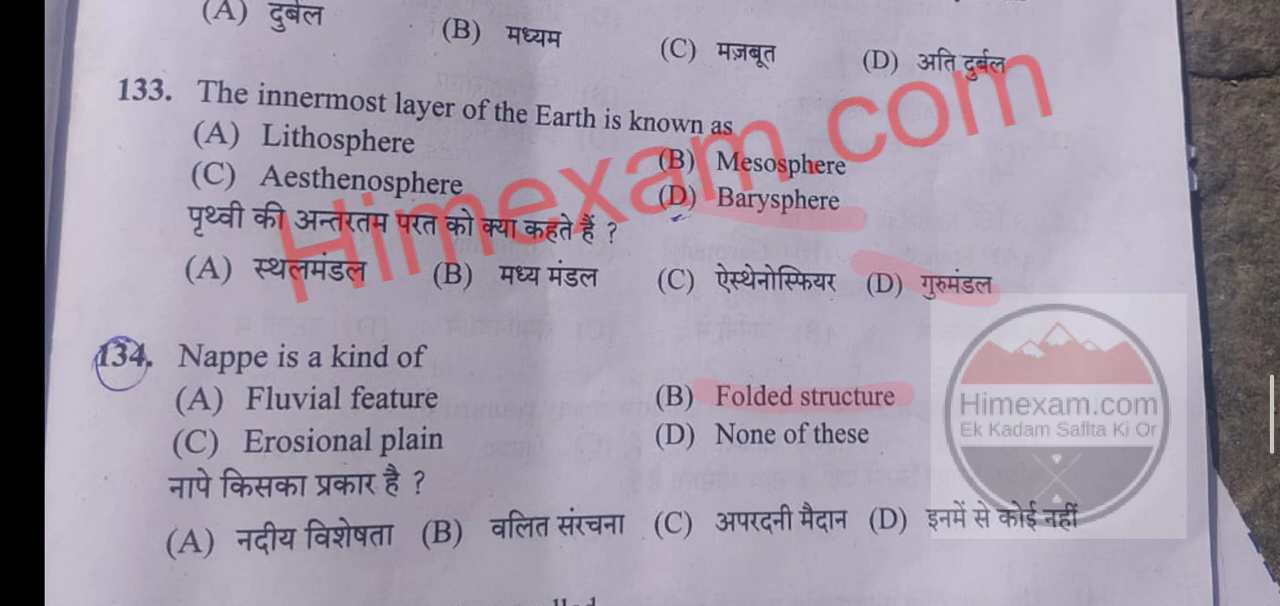 (A) दुर्बल (B) मध्यम (C) मज़बूत (D) अति दुर्बल
133. The innermost layer of the Earth is known as
(A) Lithosphere (B) Mesosphere
(C) Aesthenosphere (D) Barysphere
पृथ्वी की अन्तरतम परत को क्या कहते हैं ?
(A) स्थलमंडल (B) मध्य मंडल (C) ऐस्थेनोस्फियर (D) गुरुमंडल
134. Nappe is a kind of
(A) Fluvial feature (B) Folded structure
(C) Erosional plain (D) None of these
नापे किसका प्रकार है ?
(A) नदीय विशेषता (B) वलित संरचना (C) अपरदनी मैदान (D) इनमें से कोई नहीं
Himexam.com
Himexam.com
Ek Kadam Saflta Ki Or